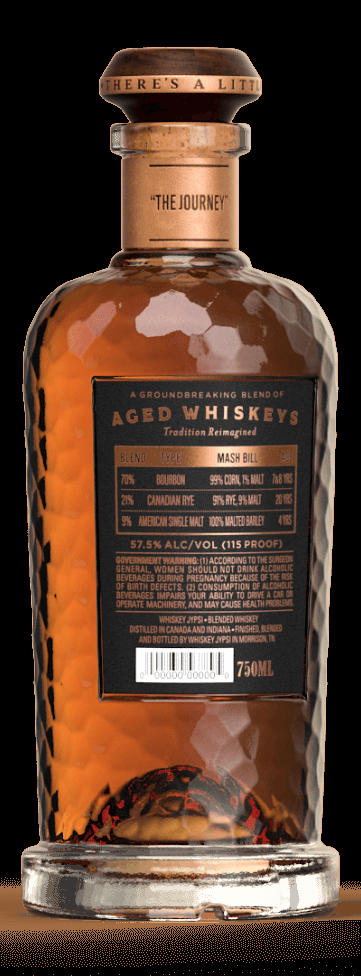 THERE'S A LITTL
"THE JOURNEY"
A GROUNDBREAKING BLEND OF
AGED WHISKEYS
Tradition Reimagined
BLEND TYPE MASH BILL AGE
70% BOURBON 99% CORN, 1% MALT 7&8 YRS
21% CANADIAN RYE 91% RYE, 9% MALT 20 YRS
9% AMERICAN SINGLE MALT 100% MALTED BARLEY 4 YRS
57.5% ALC/VOL (115 PROOF)
GOVERNMENT WARNING: (1) ACCORDING TO THE SURGEON
GENERAL, WOMEN SHOULD NOT DRINK ALCOHOLIC
BEVERAGES DURING PREGNANCY BECAUSE OF THE RISK
OF BIRTH DEFECTS. (2) CONSUMPTION OF ALCOHOLIC
BEVERAGES IMPAIRS YOUR ABILITY TO DRIVE A CAR OR
OPERATE MACHINERY, AND MAY CAUSE HEALTH PROBLEMS.
WHISKEY JYPSI • BLENDED WHISKEY
DISTILLED IN CANADA AND INDIANA • FINISHED, BLENDED
AND BOTTLED BY WHISKEY JYPSI IN MORRISON, TN
0 00000 00000 0
750ML